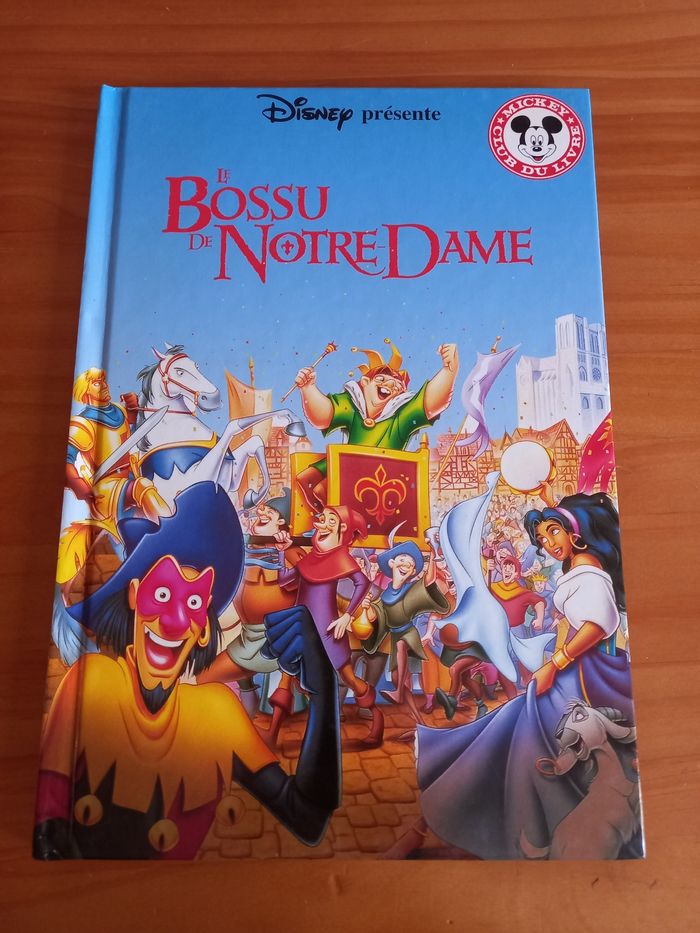 Disney présente
MICKEY
CLUB DU LIVRE
LE
BOSSU
DE NOTRE-DAME